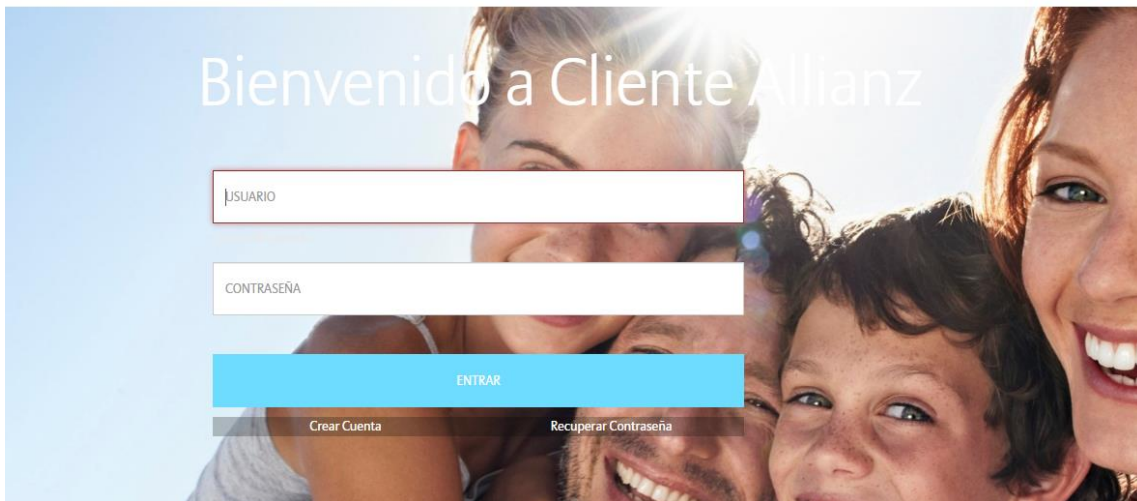 Bienvenido a Cliente Allianz
USUARIO
CONTRASEÑA
ENTRAR
Crear Cuenta Recuperar Contraseña